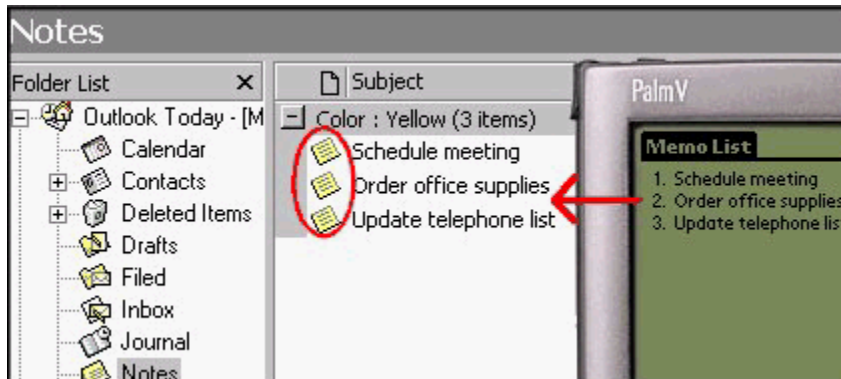 Notes
Folder List
Outlook Today - [M
Calendar
Contacts
Deleted Items
Drafts
Filed
Inbox
Journal
Notes
Subject
Color : Yellow (3 items)
Schedule meeting
Order office supplies
Update telephone list
PalmV
Memo List
1. Schedule meeting
2. Order office supplies
3. Update telephone lis